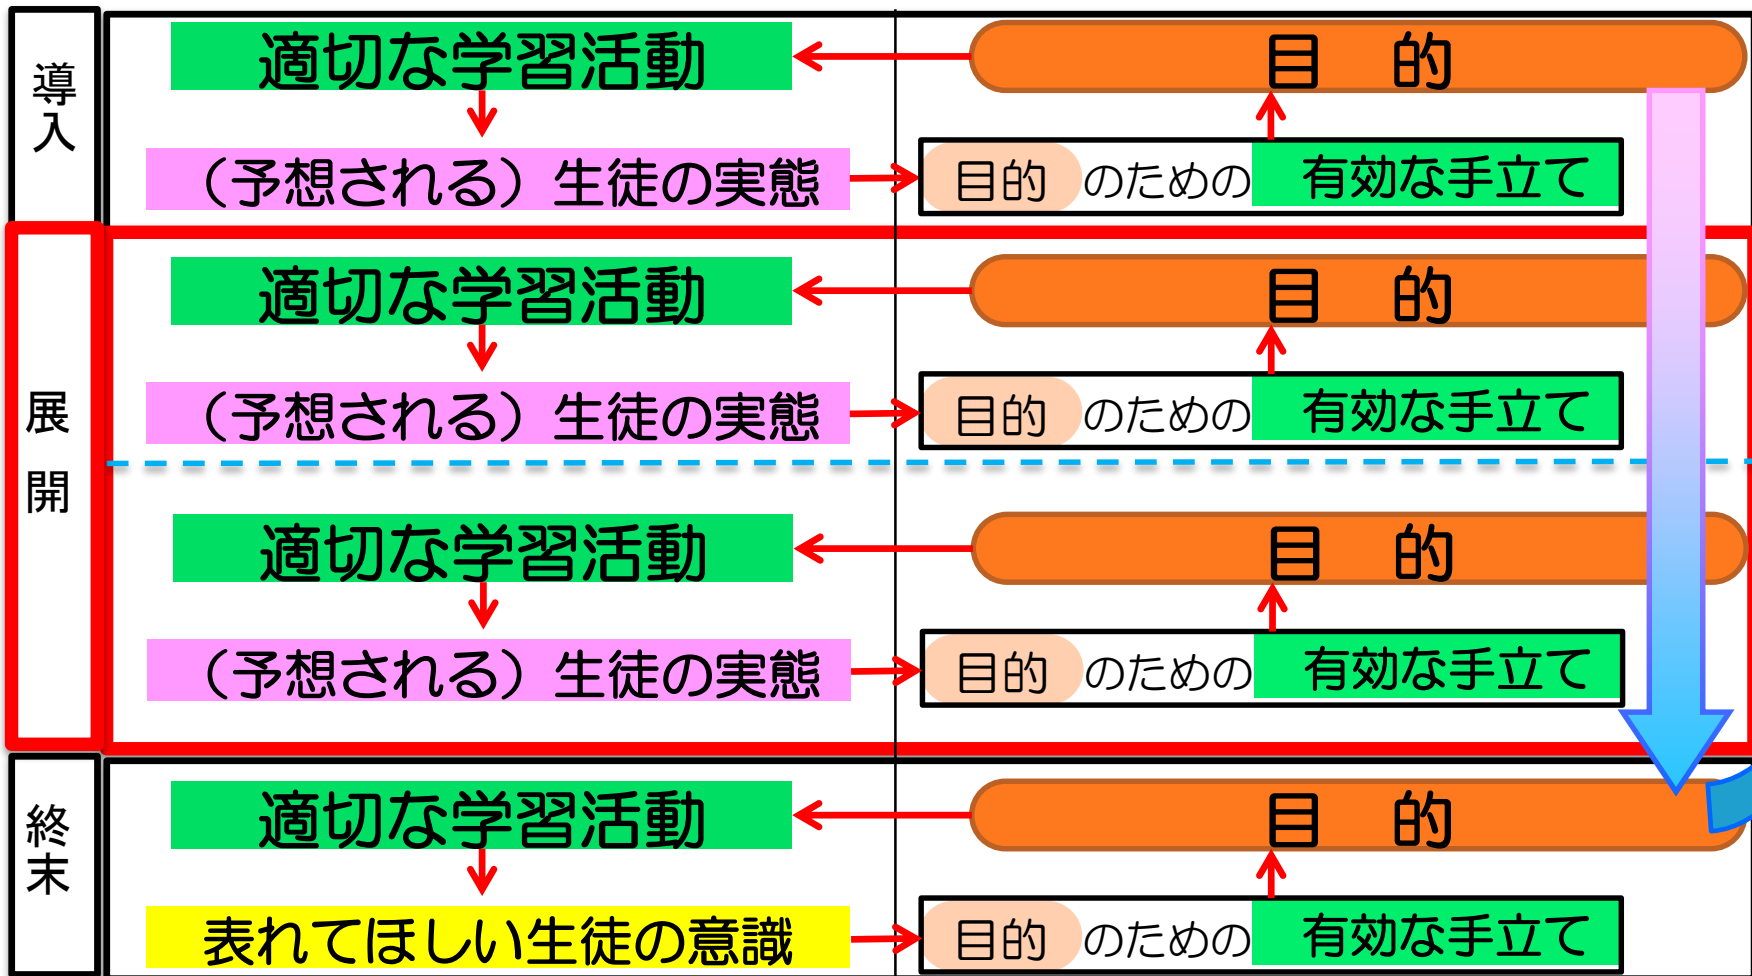 導入
適切な学習活動
目 的
（予想される）生徒の実態
目的 のための 有効な手立て
展開
適切な学習活動
目 的
（予想される）生徒の実態
目的 のための 有効な手立て
適切な学習活動
目 的
（予想される）生徒の実態
目的 のための 有効な手立て
終末
適切な学習活動
目 的
表れてほしい生徒の意識
目的 のための 有効な手立て